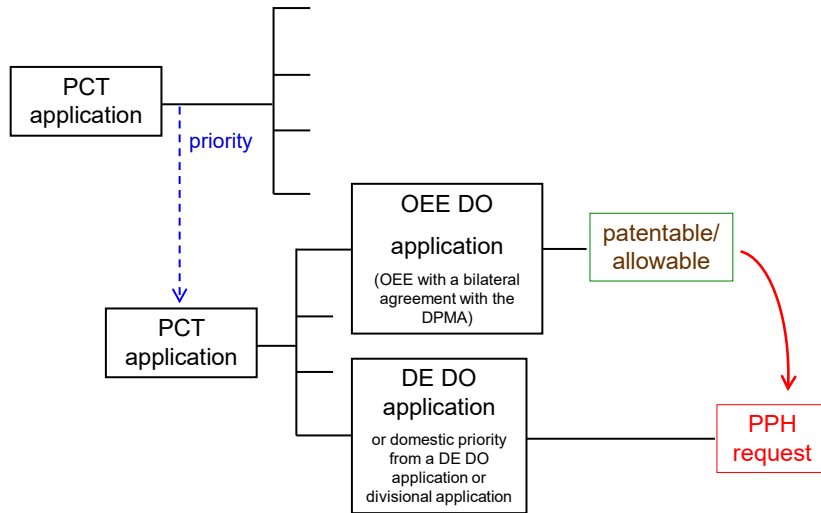 PCT
application
priority
OEE DO
application
(OEE with a bilateral
agreement with the
DPMA)
patentable/
allowable
PCT
application
DE DO
application
or domestic priority
from a DE DO
application or
divisional application
PPH
request